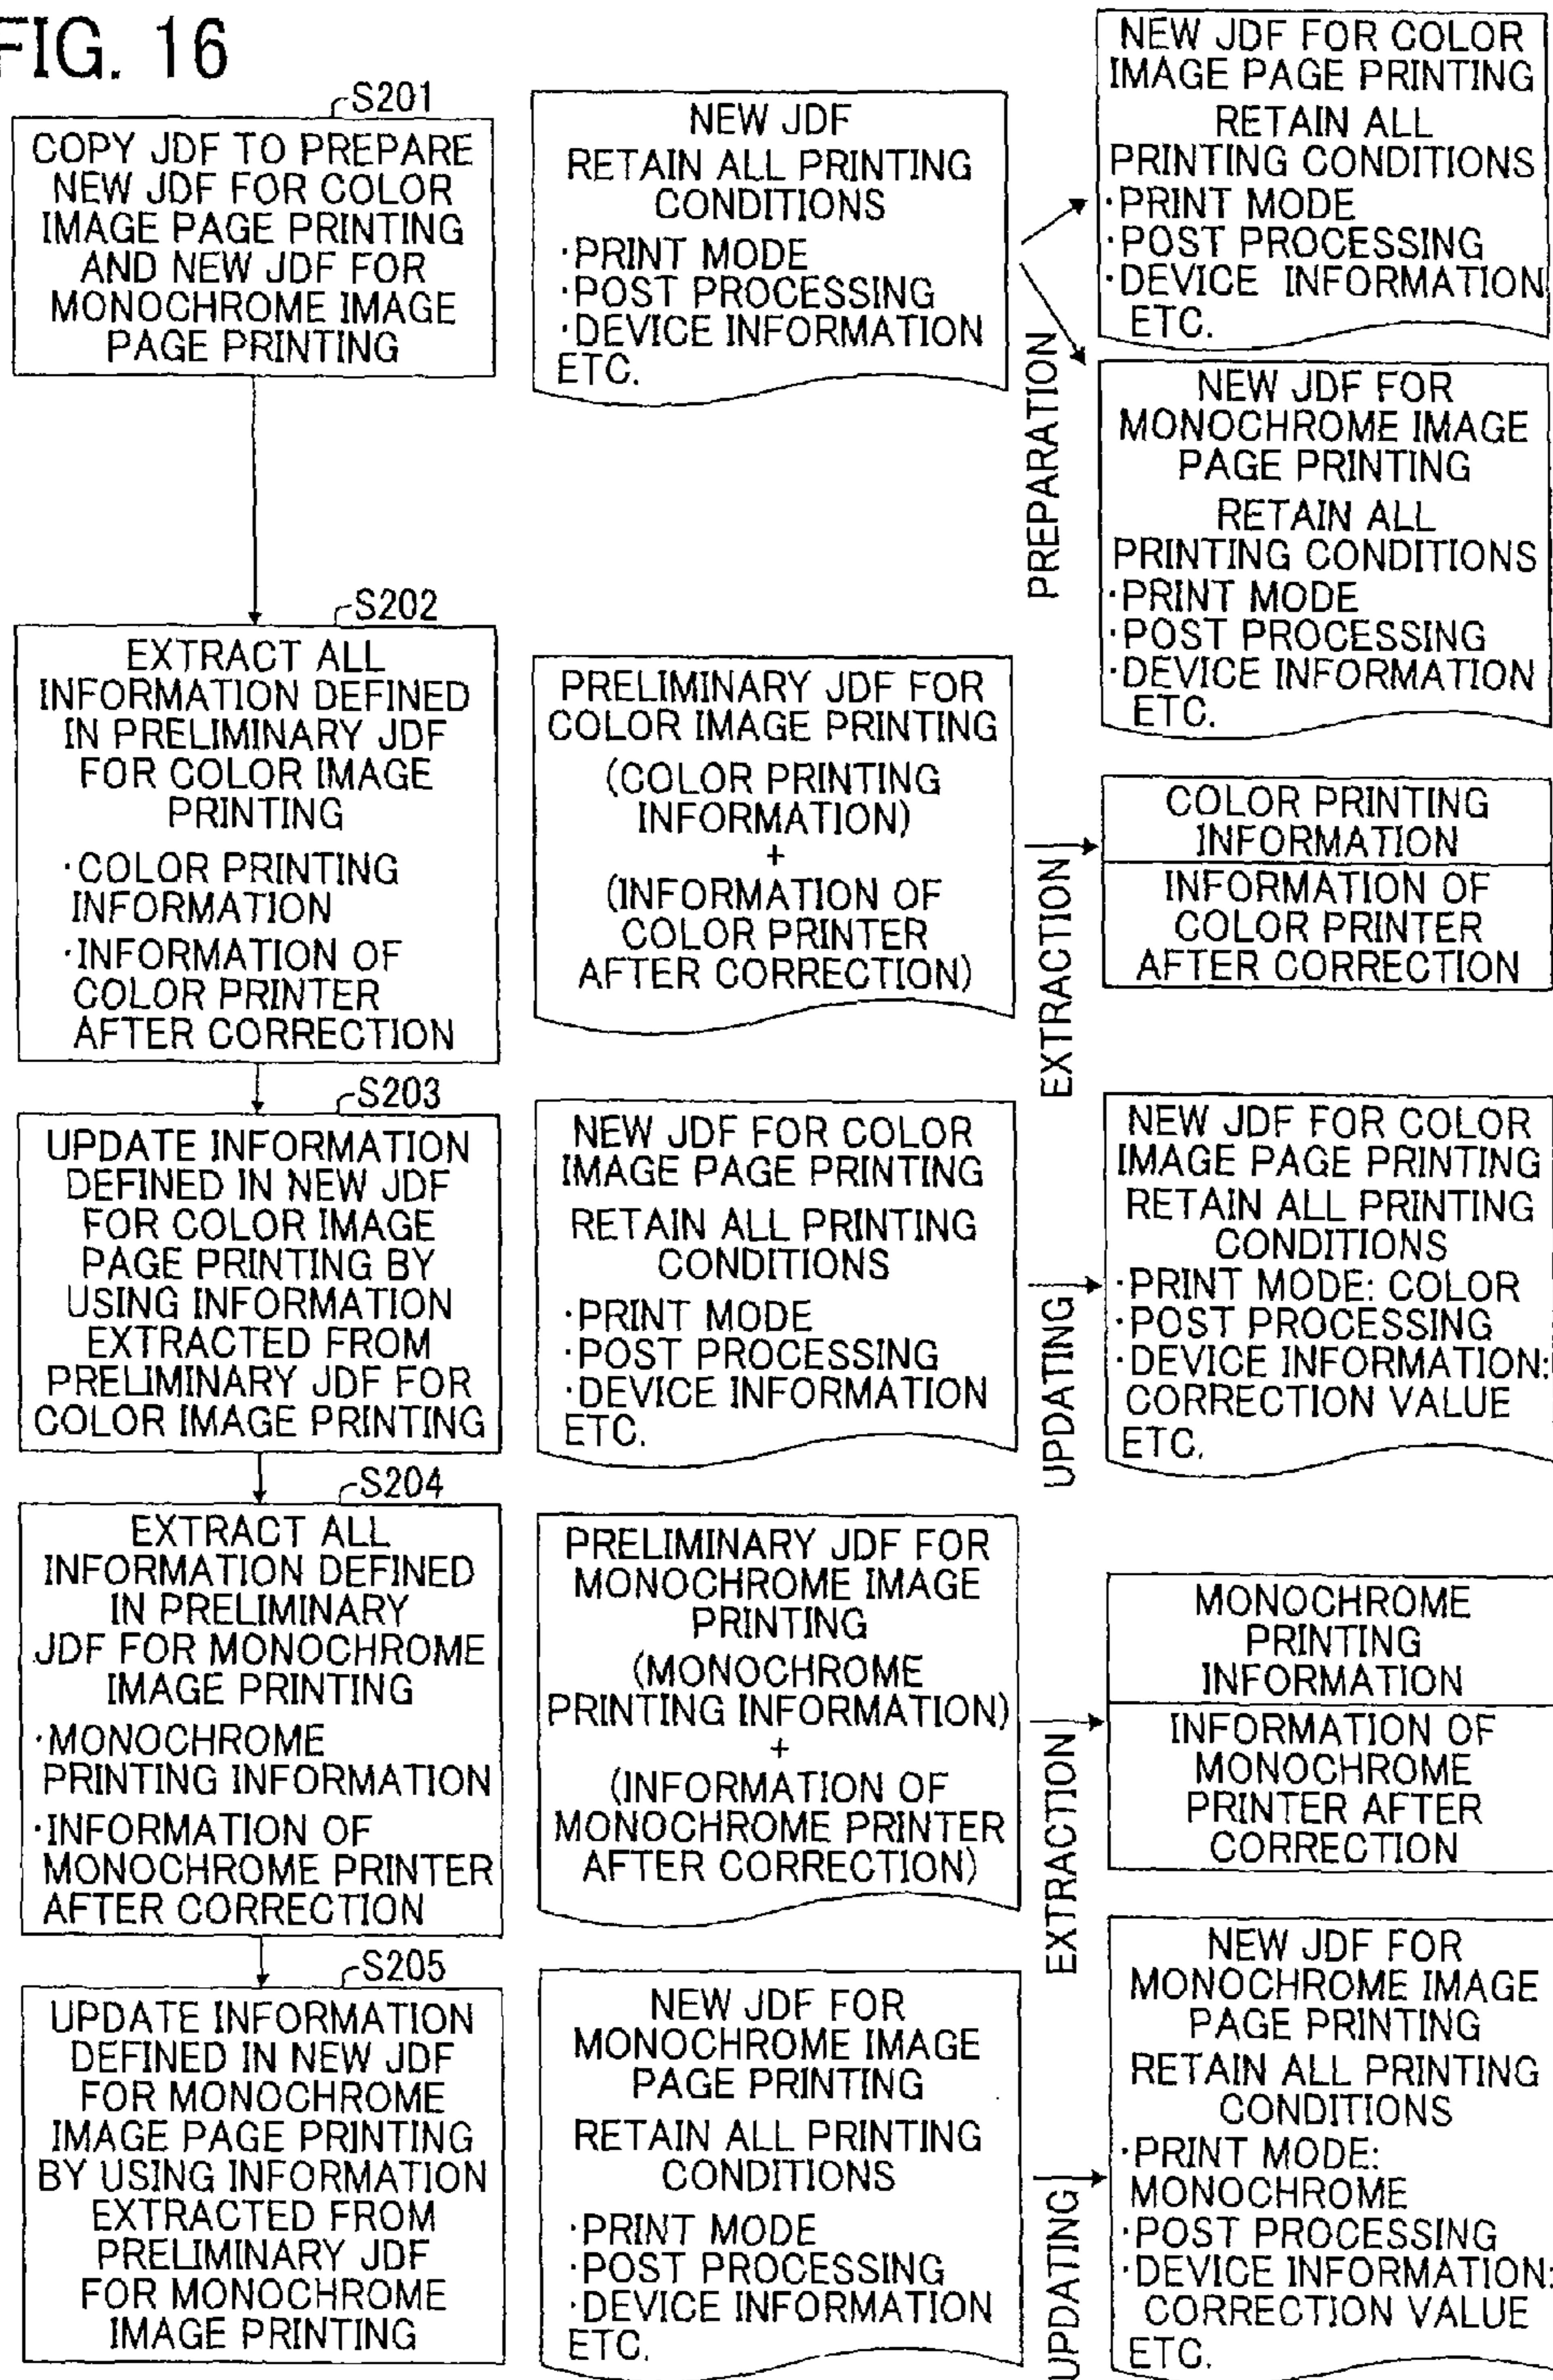 FIG. 16
S201
COPY JDF TO PREPARE
NEW JDF FOR COLOR
IMAGE PAGE PRINTING
AND NEW JDF FOR
MONOCHROME IMAGE
PAGE PRINTING
NEW JDF
RETAIN ALL PRINTING
CONDITIONS
·PRINT MODE
·POST PROCESSING
·DEVICE INFORMATION
ETC.
PREPARATION
NEW JDF FOR COLOR
IMAGE PAGE PRINTING
RETAIN ALL
PRINTING CONDITIONS
·PRINT MODE
·POST PROCESSING
·DEVICE INFORMATION
ETC.
NEW JDF FOR
MONOCHROME IMAGE
PAGE PRINTING
RETAIN ALL
PRINTING CONDITIONS
·PRINT MODE
·POST PROCESSING
·DEVICE INFORMATION
ETC.
S202
EXTRACT ALL
INFORMATION DEFINED
IN PRELIMINARY JDF
FOR COLOR IMAGE
PRINTING
·COLOR PRINTING
INFORMATION
·INFORMATION OF
COLOR PRINTER
AFTER CORRECTION
PRELIMINARY JDF FOR
COLOR IMAGE PRINTING
(COLOR PRINTING
INFORMATION)
+
(INFORMATION OF
COLOR PRINTER
AFTER CORRECTION)
EXTRACTION
COLOR PRINTING
INFORMATION
INFORMATION OF
COLOR PRINTER
AFTER CORRECTION
S203
UPDATE INFORMATION
DEFINED IN NEW JDF
FOR COLOR IMAGE
PAGE PRINTING BY
USING INFORMATION
EXTRACTED FROM
PRELIMINARY JDF FOR
COLOR IMAGE PRINTING
NEW JDF FOR COLOR
IMAGE PAGE PRINTING
RETAIN ALL PRINTING
CONDITIONS
·PRINT MODE
·POST PROCESSING
·DEVICE INFORMATION
ETC.
UPDATING
NEW JDF FOR COLOR
IMAGE PAGE PRINTING
RETAIN ALL PRINTING
CONDITIONS
·PRINT MODE: COLOR
·POST PROCESSING
·DEVICE INFORMATION:
CORRECTION VALUE
ETC.
S204
EXTRACT ALL
INFORMATION DEFINED
IN PRELIMINARY
JDF FOR MONOCHROME
IMAGE PRINTING
·MONOCHROME
PRINTING INFORMATION
·INFORMATION OF
MONOCHROME PRINTER
AFTER CORRECTION
PRELIMINARY JDF FOR
MONOCHROME IMAGE
PRINTING
(MONOCHROME
PRINTING INFORMATION)
+
(INFORMATION OF
MONOCHROME PRINTER
AFTER CORRECTION)
EXTRACTION
MONOCHROME
PRINTING
INFORMATION
INFORMATION OF
MONOCHROME
PRINTER AFTER
CORRECTION
S205
UPDATE INFORMATION
DEFINED IN NEW JDF
FOR MONOCHROME
IMAGE PAGE PRINTING
BY USING INFORMATION
EXTRACTED FROM
PRELIMINARY JDF
FOR MONOCHROME
IMAGE PRINTING
NEW JDF FOR
MONOCHROME IMAGE
PAGE PRINTING
RETAIN ALL PRINTING
CONDITIONS
·PRINT MODE
·POST PROCESSING
·DEVICE INFORMATION
ETC.
UPDATING
NEW JDF FOR
MONOCHROME IMAGE
PAGE PRINTING
RETAIN ALL PRINTING
CONDITIONS
·PRINT MODE:
MONOCHROME
·POST PROCESSING
·DEVICE INFORMATION:
CORRECTION VALUE
ETC.